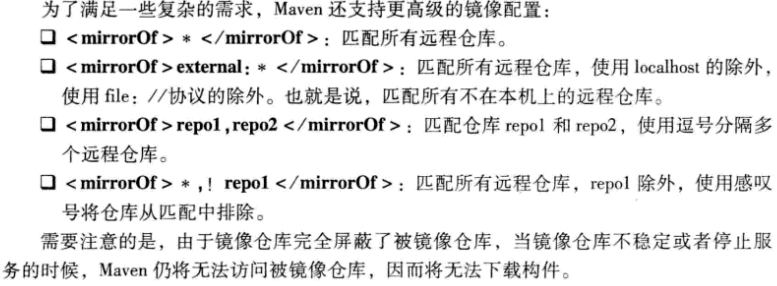 为了满足一些复杂的需求，Maven 还支持更高级的镜像配置：
❑ <mirrorOf> * </mirrorOf>：匹配所有远程仓库。
❑ <mirrorOf>external：* </mirrorOf>：匹配所有远程仓库，使用 localhost 的除外，
使用 file：//协议的除外。也就是说，匹配所有不在本机上的远程仓库。
❑ <mirrorOf>repo1,repo2 </mirrorOf>：匹配仓库 repo1 和 repo2，使用逗号分隔多
个远程仓库。
❑ <mirrorOf> *，！ repo1 </mirrorOf>：匹配所有远程仓库，repo1 除外，使用感叹
号将仓库从匹配中排除。
需要注意的是，由于镜像仓库完全屏蔽了被镜像仓库，当镜像仓库不稳定或者停止服
务的时候，Maven 仍将无法访问被镜像仓库，因而将无法下载构件。